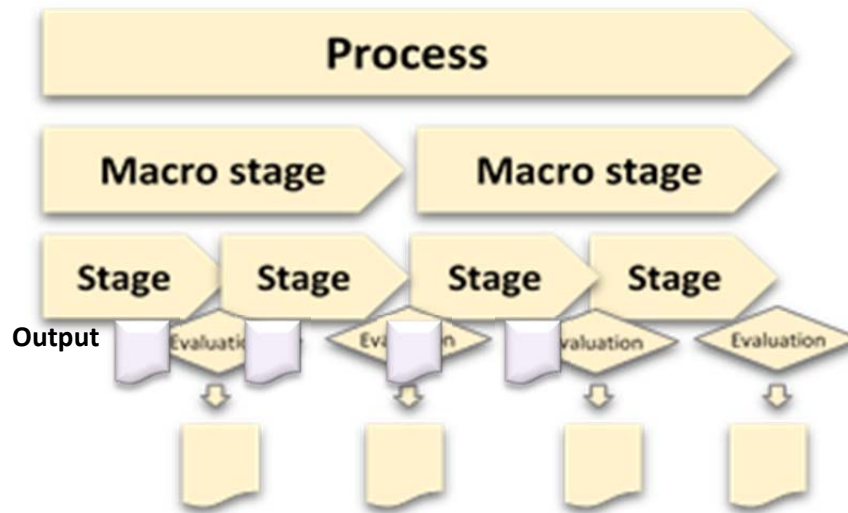 Process
Macro stage Macro stage
Stage Stage Stage Stage
Output
Evaluation